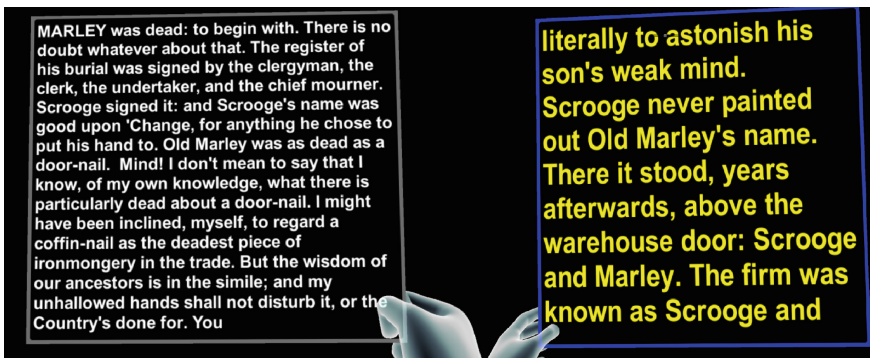 MARLEY was dead: to begin with. There is no
doubt whatever about that. The register of
his burial was signed by the clergyman, the
clerk, the undertaker, and the chief mourner.
Scrooge signed it: and Scrooge's name was
good upon 'Change, for anything he chose to
put his hand to. Old Marley was as dead as a
door-nail.  Mind! I don't mean to say that I
know, of my own knowledge, what there is
particularly dead about a door-nail. I might
have been inclined, myself, to regard a
coffin-nail as the deadest piece of
ironmongery in the trade. But the wisdom of
our ancestors is in the simile; and my
unhallowed hands shall not disturb it, or the
Country's done for. You
literally to astonish his
son's weak mind.
Scrooge never painted
out Old Marley's name.
There it stood, years
afterwards, above the
warehouse door: Scrooge
and Marley. The firm was
known as Scrooge and